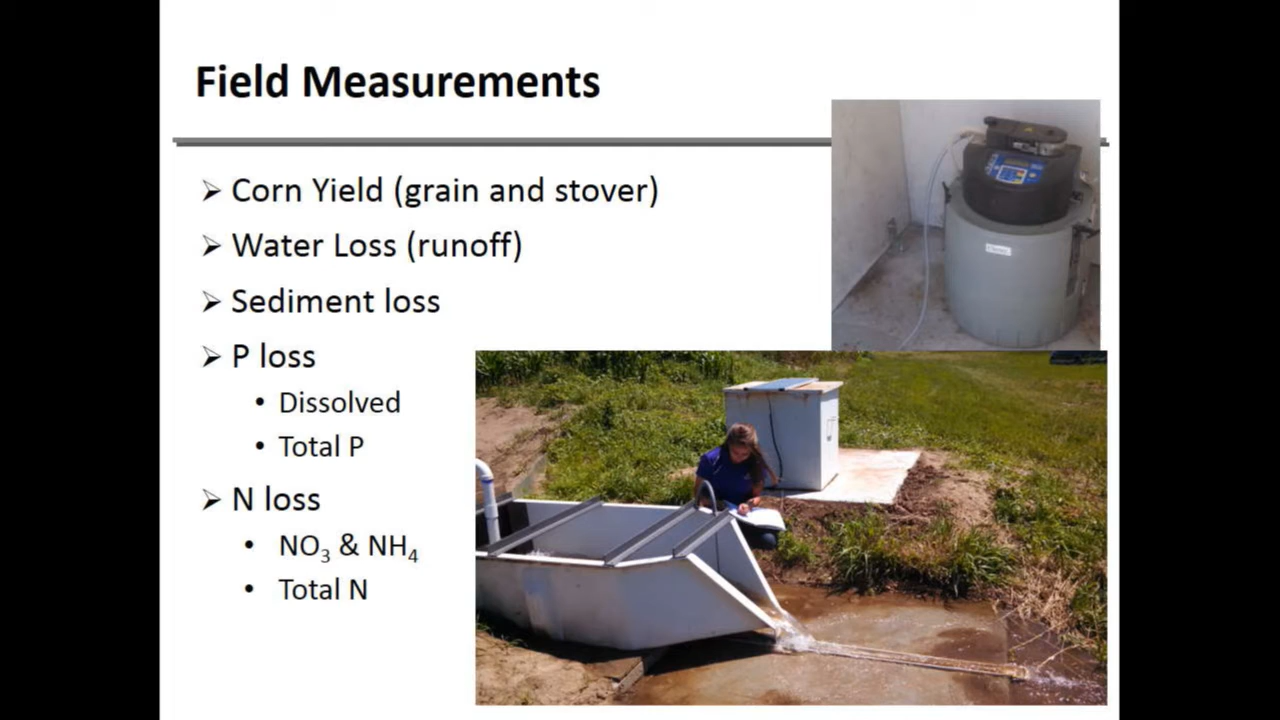 Field Measurements
➢ Corn Yield (grain and stover)
➢ Water Loss (runoff)
➢ Sediment loss
➢ P loss
• Dissolved
• Total P
➢ N loss
• NO₃ & NH₄
• Total N